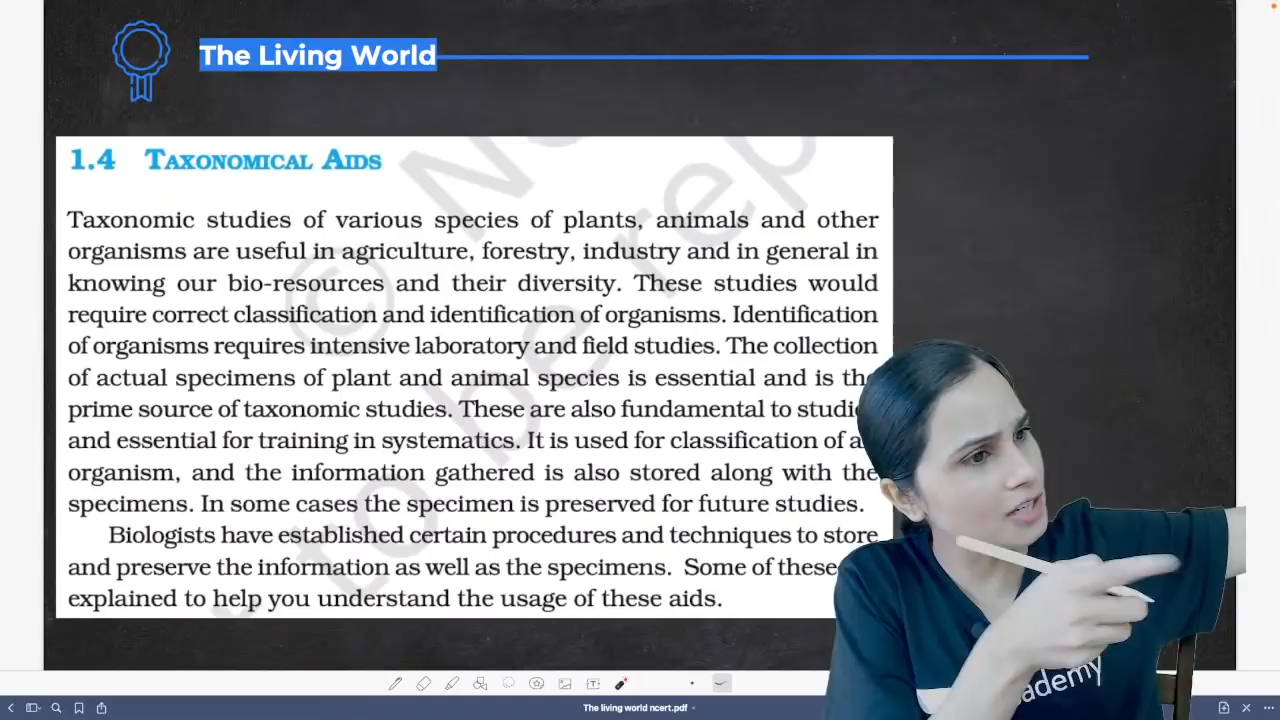 The Living World
1.4 TAXONOMICAL AIDS
Taxonomic studies of various species of plants, animals and other
organisms are useful in agriculture, forestry, industry and in general in
knowing our bio-resources and their diversity. These studies would
require correct classification and identification of organisms. Identification
of organisms requires intensive laboratory and field studies. The collection
of actual specimens of plant and animal species is essential and is the
prime source of taxonomic studies. These are also fundamental to
and essential for training in systematics. It is used for classification of
organism, and the information gathered is also stored along with the
specimens. In some cases the specimen is preserved for future studies.
Biologists have established certain procedures and techniques to store
and preserve the information as well as the specimens. Some of these
explained to help you understand the usage of these aids.
to be rep
The living world ncert.pdf